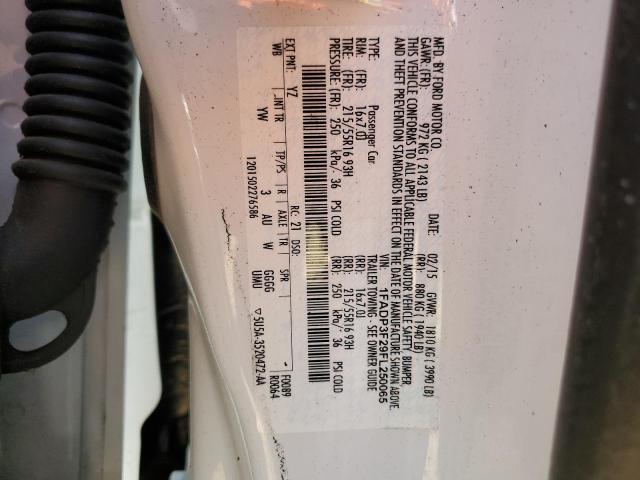 MFD. BY FORD MOTOR CO.
DATE: 02/15 GVWR: 1810 KG ( 3990 LB)
GAWR: (FR) 972 KG ( 2143 LB) (RR) 880 KG ( 1940 LB)
THIS VEHICLE CONFORMS TO ALL APPLICABLE FEDERAL MOTOR VEHICLE SAFETY, BUMPER,
AND THEFT PREVENTION STANDARDS IN EFFECT ON THE DATE OF MANUFACTURE SHOWN ABOVE.
VIN: 1FADP3F29FL250065
TYPE: Passenger Car TRAILER TOWING - SEE OWNER GUIDE
RIM: (FR) 16x7.0J (RR) 16x7.0J
TIRE: (FR) 215/55R16 93H (RR) 215/55R16 93H
PRESSURE: (FR) 250 kPa/- 36 PSI COLD (RR) 250 kPa/- 36 PSI COLD
EXT PNT: YZ RC: 21 DSO:
F0089
R0064
WB INT TR TP/PS R AXLE TR SPR
YW 3 AU W GGGG
UMU
1201502276586 5U5A-3520472-AA